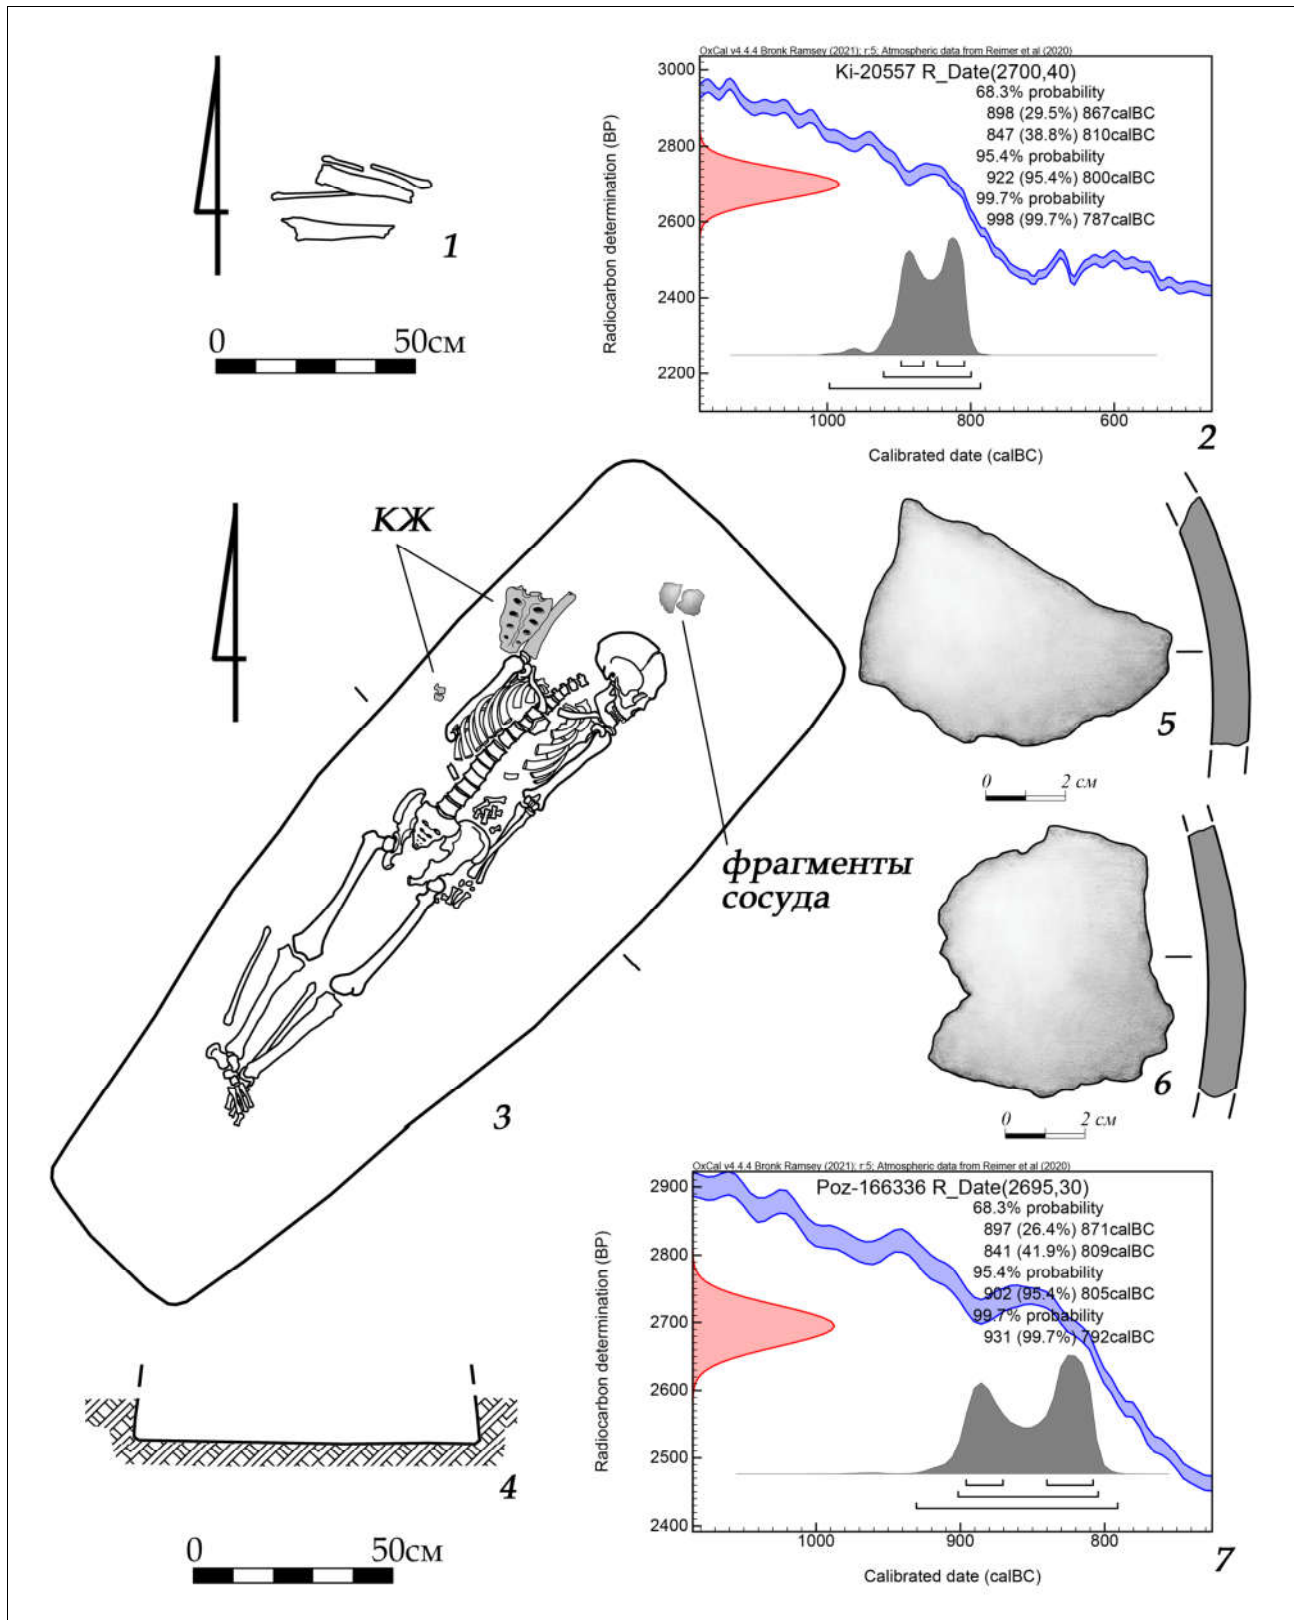 OxCal v4.4.4 Bronk Ramsey (2021); r:5; Atmospheric data from Reimer et al (2020)
Ki-20557 R_Date(2700,40)
68.3% probability
898 (29.5%) 867calBC
847 (38.8%) 810calBC
95.4% probability
922 (95.4%) 800calBC
99.7% probability
998 (99.7%) 787calBC
Radiocarbon determination (BP)
3000
2800
2600
2400
2200
1000
800
600
Calibrated date (calBC)
1
2
0
50см
КЖ
фрагменты
сосуда
3
5
0
2 см
6
0
2 см
4
0
50см
OxCal v4.4.4 Bronk Ramsey (2021); r:5; Atmospheric data from Reimer et al (2020)
Poz-166336 R_Date(2695,30)
68.3% probability
897 (26.4%) 871calBC
841 (41.9%) 809calBC
95.4% probability
902 (95.4%) 805calBC
99.7% probability
931 (99.7%) 792calBC
Radiocarbon determination (BP)
2900
2800
2700
2600
2500
2400
1000
900
800
Calibrated date (calBC)
7